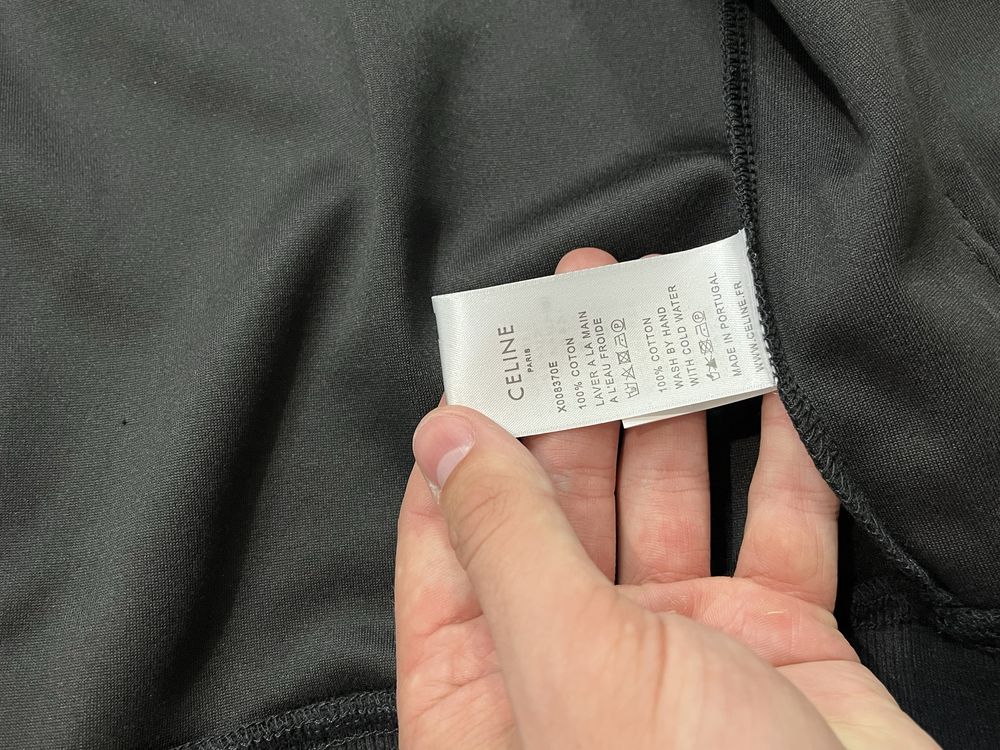 CELINE
PARIS
X008370E
100% COTON
LAVER A LA MAIN
A L'EAU FROIDE
100% COTTON
WASH BY HAND
WITH COLD WATER
MADE IN PORTUGAL
WWW.CELINE.FR